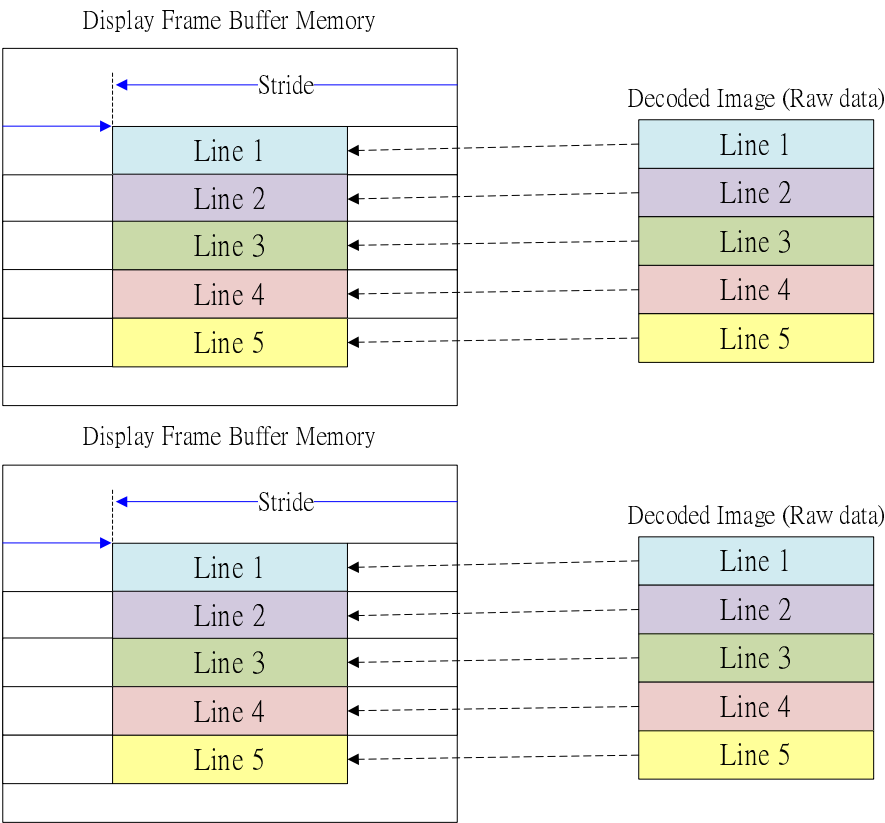 Display Frame Buffer Memory
Stride
Decoded Image (Raw data)
Line 1
Line 2
Line 3
Line 4
Line 5
Line 1
Line 2
Line 3
Line 4
Line 5
Display Frame Buffer Memory
Stride
Decoded Image (Raw data)
Line 1
Line 2
Line 3
Line 4
Line 5
Line 1
Line 2
Line 3
Line 4
Line 5